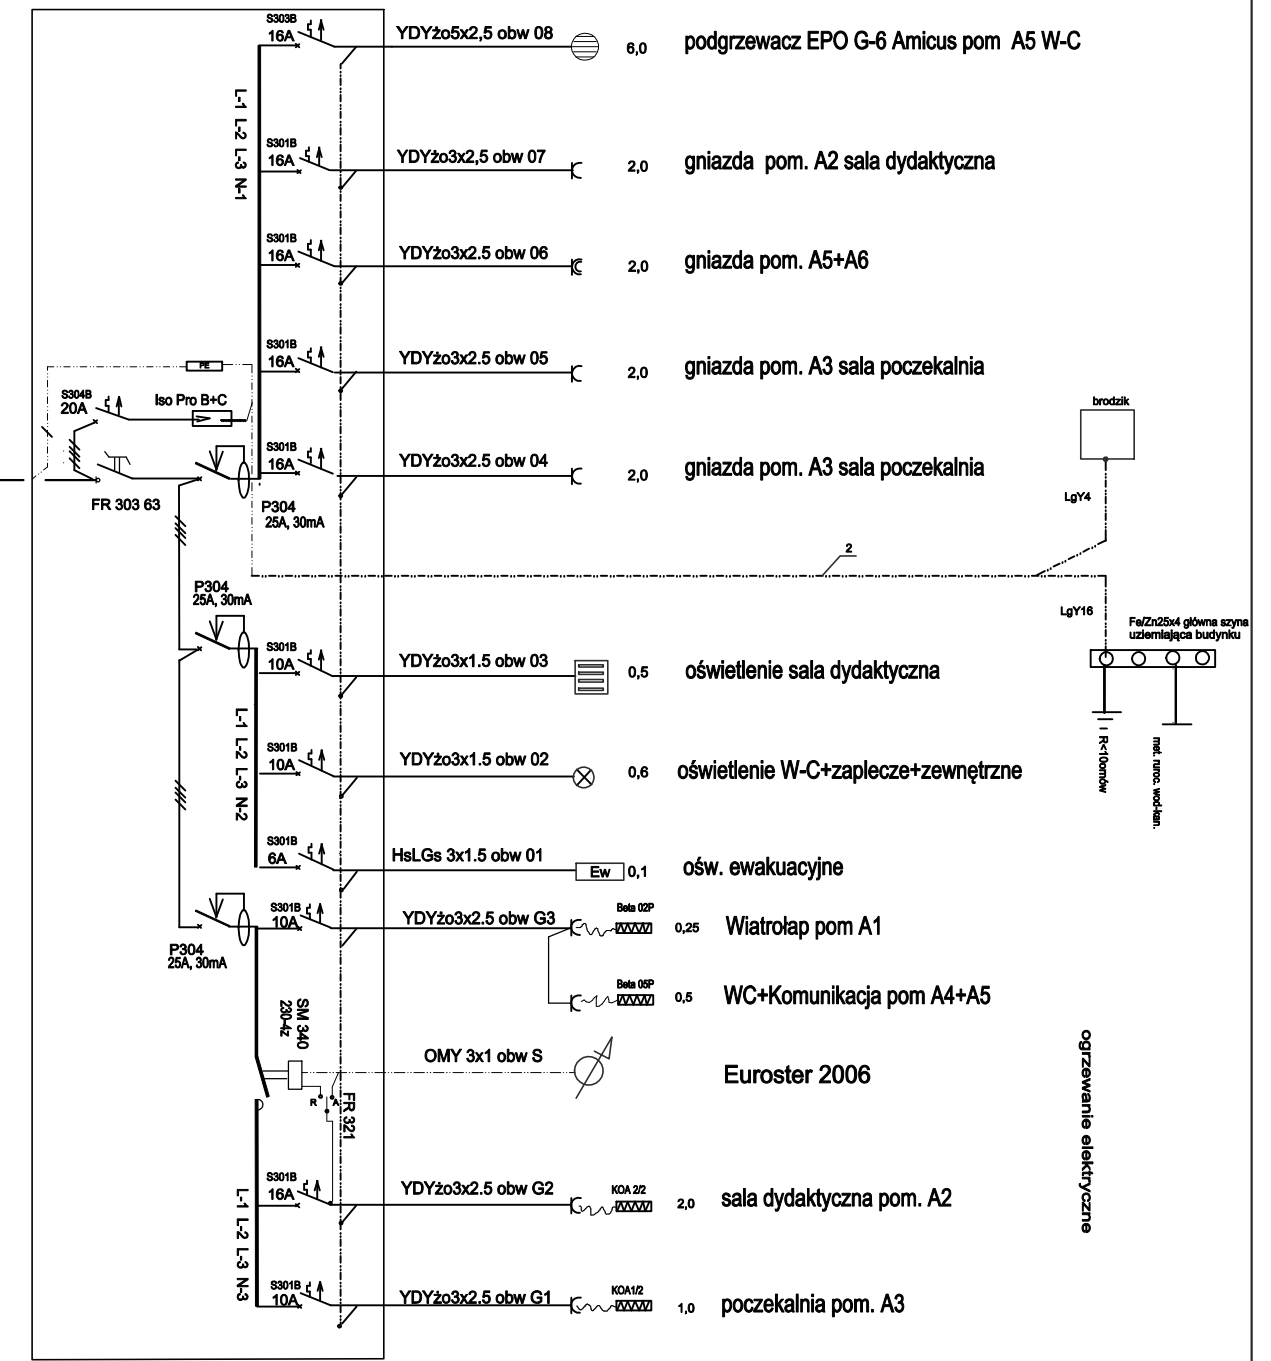 S303B
16A
YDYżo5x2,5 obw 08
6,0
podgrzewacz EPO G-6 Amicus pom A5 W-C
L-1 L-2 L-3 N-1
S301B
16A
YDYżo3x2,5 obw 07
2,0
gniazda pom. A2 sala dydaktyczna
S301B
16A
YDYżo3x2.5 obw 06
2,0
gniazda pom. A5+A6
S301B
16A
YDYżo3x2.5 obw 05
2,0
gniazda pom. A3 sala poczekalnia
PE
S304B
20A
Iso Pro B+C
brodzik
S301B
16A
YDYżo3x2.5 obw 04
2,0
gniazda pom. A3 sala poczekalnia
FR 303 63
P304
25A, 30mA
LgY4
2
P304
25A, 30mA
LgY16
Fe/Zn25x4 główna szyna
uziemiająca budynku
S301B
10A
YDYżo3x1.5 obw 03
0,5
oświetlenie sala dydaktyczna
L-1 L-2 L-3 N-2
S301B
10A
YDYżo3x1.5 obw 02
0,6
oświetlenie W-C+zaplecze+zewnętrzne
R<10omów
met. ruroc. wod-kan.
S301B
6A
HsLGs 3x1.5 obw 01
Ew
0,1
ośw. ewakuacyjne
S301B
10A
YDYżo3x2.5 obw G3
Beta 02P
0,25
Wiatrołap pom A1
P304
25A, 30mA
Beta 05P
0,5
WC+Komunikacja pom A4+A5
SM 340
230-4z
OMY 3x1 obw S
Euroster 2006
ogrzewanie elektryczne
R
A
FR 321
S301B
16A
YDYżo3x2.5 obw G2
KOA 2/2
2,0
sala dydaktyczna pom. A2
L-1 L-2 L-3 N-3
S301B
10A
YDYżo3x2.5 obw G1
KOA1/2
1,0
poczekalnia pom. A3